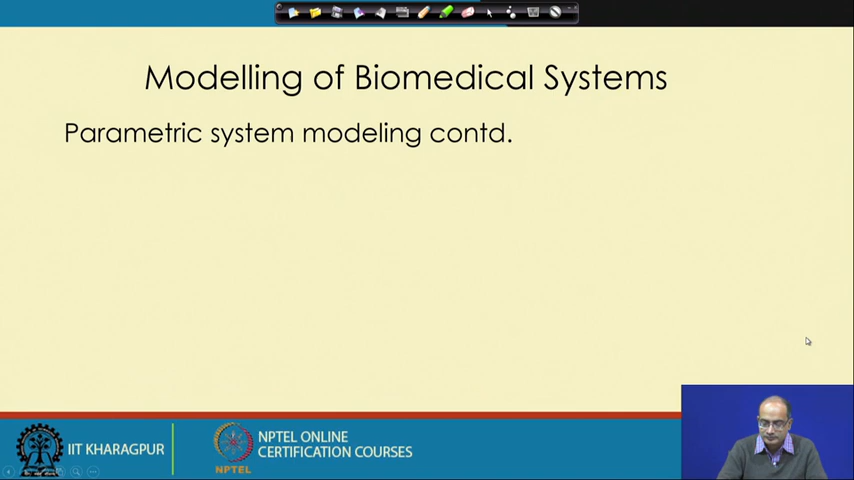 Modelling of Biomedical Systems
Parametric system modeling contd.
IIT KHARAGPUR
NPTEL
NPTEL ONLINE
CERTIFICATION COURSES